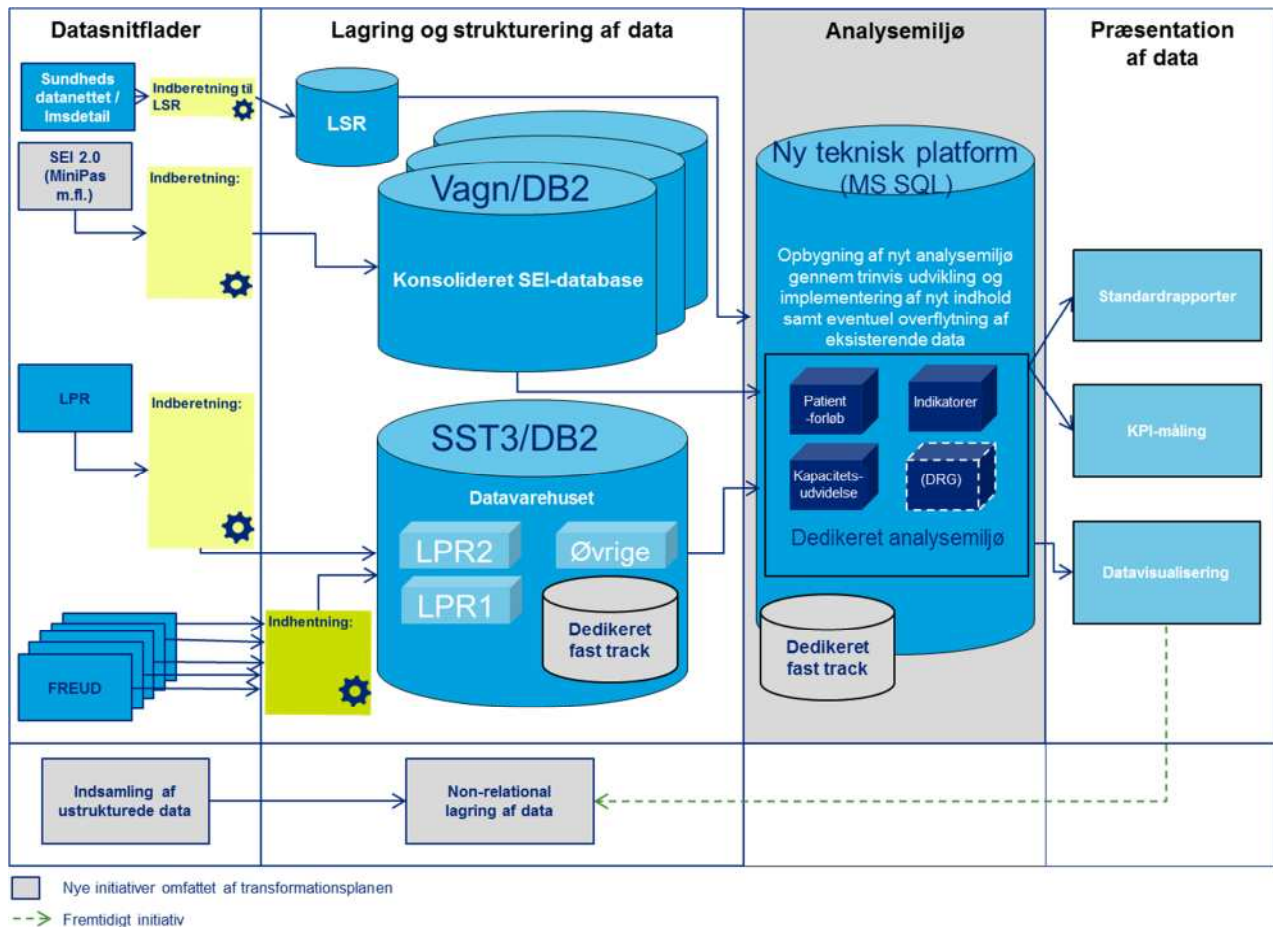 Datasnitflader
Lagring og strukturering af data
Analysemiljø
Præsentation
af data
Sundheds
datanettet /
lmsdetail
Indberetning til
LSR
LSR
SEI 2.0
(MiniPas
m.fl.)
Indberetning:
Vagn/DB2
Konsolideret SEI-database
Ny teknisk platform
(MS SQL)
Opbygning af nyt analysemiljø
gennem trinvis udvikling og
implementering af nyt indhold
samt eventuel overflytning af
eksisterende data
Standardrapporter
LPR
Indberetning:
SST3/DB2
Datavarehuset
LPR2
Øvrige
LPR1
Dedikeret
fast track
Patient
-forløb
Indikatorer
Kapacitets-
udvidelse
(DRG)
Dedikeret analysemiljø
KPI-måling
Datavisualisering
FREUD
Indhentning:
Dedikeret
fast track
Indsamling af
ustrukturede data
Non-relational
lagring af data
Nye initiativer omfattet af transformationsplanen
Fremtidigt initiativ